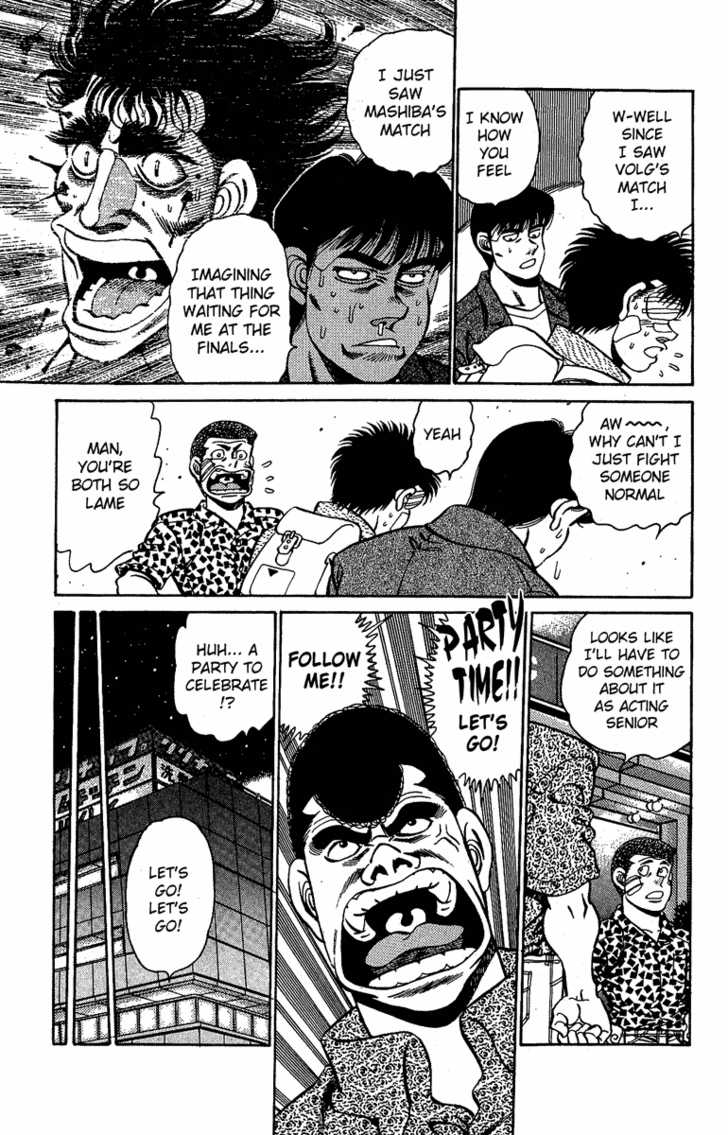 W-WELL
SINCE
I SAW
VOLG'S
MATCH
I...
I KNOW
HOW
YOU
FEEL
I JUST
SAW
MASHIBA'S
MATCH
IMAGINING
THAT THING
WAITING FOR
ME AT THE
FINALS...
AW~~~,
WHY CAN'T I
JUST FIGHT
SOMEONE
NORMAL
YEAH
MAN,
YOU'RE
BOTH SO
LAME
LOOKS LIKE
I'LL HAVE TO
DO SOMETHING
ABOUT IT
AS ACTING
SENIOR
PARTY
TIME!!
LET'S
GO!
FOLLOW
ME!!
HUH... A
PARTY TO
CELEBRATE
!?
LET'S
GO!
LET'S
GO!